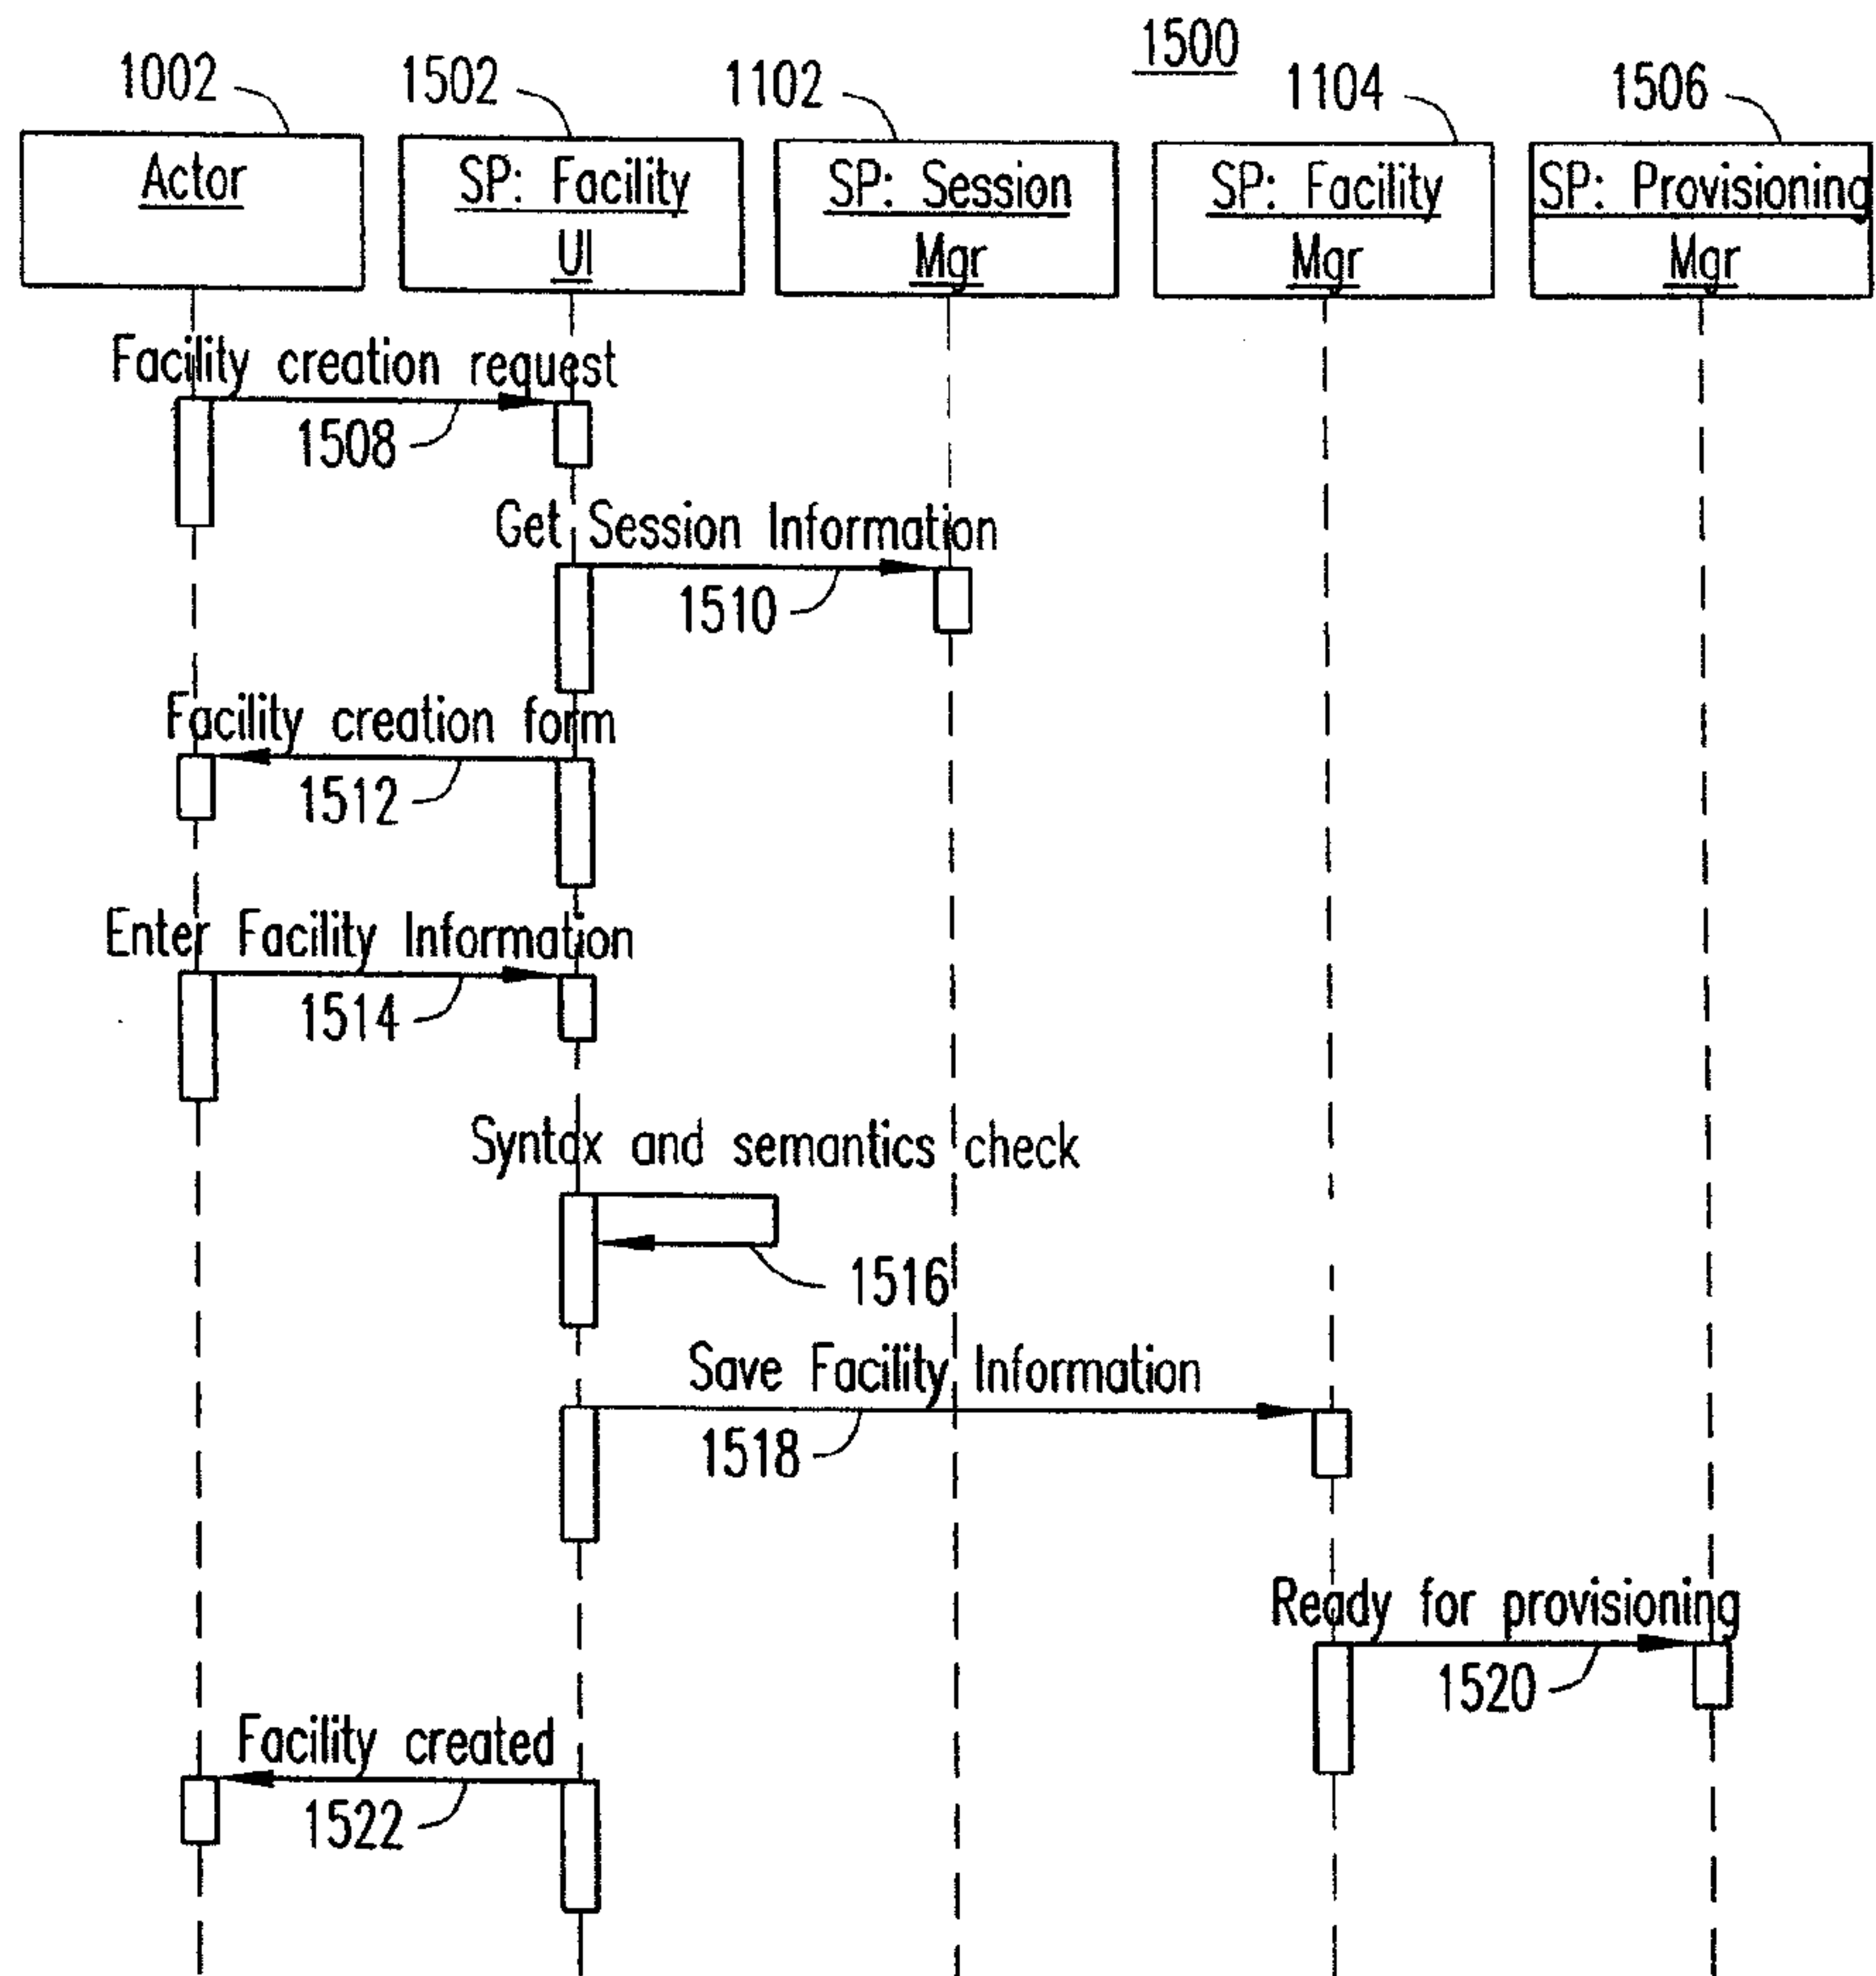 1500
1002
1502
1102
1104
1506
Actor
SP: Facility
UI
SP: Session
Mgr
SP: Facility
Mgr
SP: Provisioning
Mgr
Facility creation request
1508
Get Session Information
1510
Facility creation form
1512
Enter Facility Information
1514
Syntax and semantics check
1516
Save Facility Information
1518
Ready for provisioning
1520
Facility created
1522